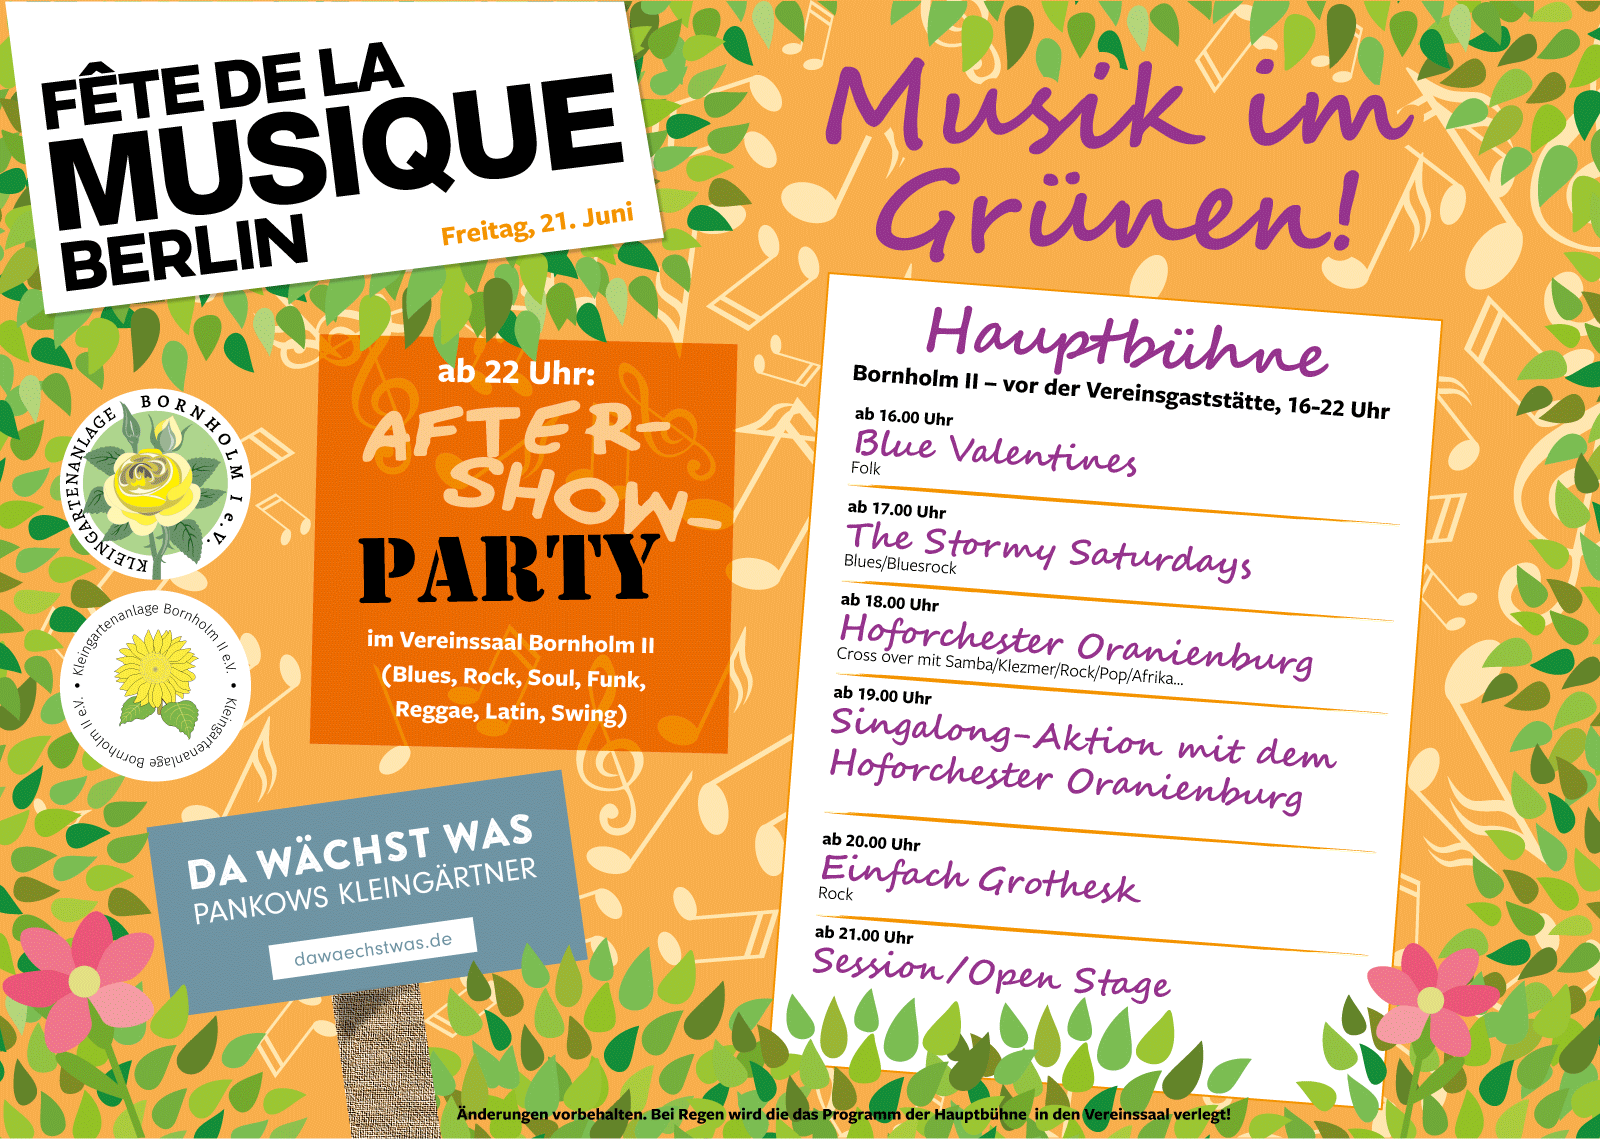 FÊTE DE LA
MUSIQUE
BERLIN
Freitag, 21. Juni
Musik im
Grünen!
ab 22 Uhr:
AFTER-
SHOW-
PARTY
im Vereinssaal Bornholm II
(Blues, Rock, Soul, Funk,
Reggae, Latin, Swing)
KLEINGARTENANLAGE BORNHOLM I e.V.
Kleingartenanlage Bornholm II e.V. •
Kleingartenanlage Bornholm II e.V. •
DA WÄCHST WAS
PANKOWS KLEINGÄRTNER
dawaechstwas.de
Hauptbühne
Bornholm II – vor der Vereinsgaststätte, 16-22 Uhr
ab 16.00 Uhr
Blue Valentines
Folk
ab 17.00 Uhr
The Stormy Saturdays
Blues/Bluesrock
ab 18.00 Uhr
Hoforchester Oranienburg
Cross over mit Samba/Klezmer/Rock/Pop/Afrika...
ab 19.00 Uhr
Singalong-Aktion mit dem
Hoforchester Oranienburg
ab 20.00 Uhr
Einfach Grothesk
Rock
ab 21.00 Uhr
Session/Open Stage
Änderungen vorbehalten. Bei Regen wird die das Programm der Hauptbühne in den Vereinssaal verlegt!